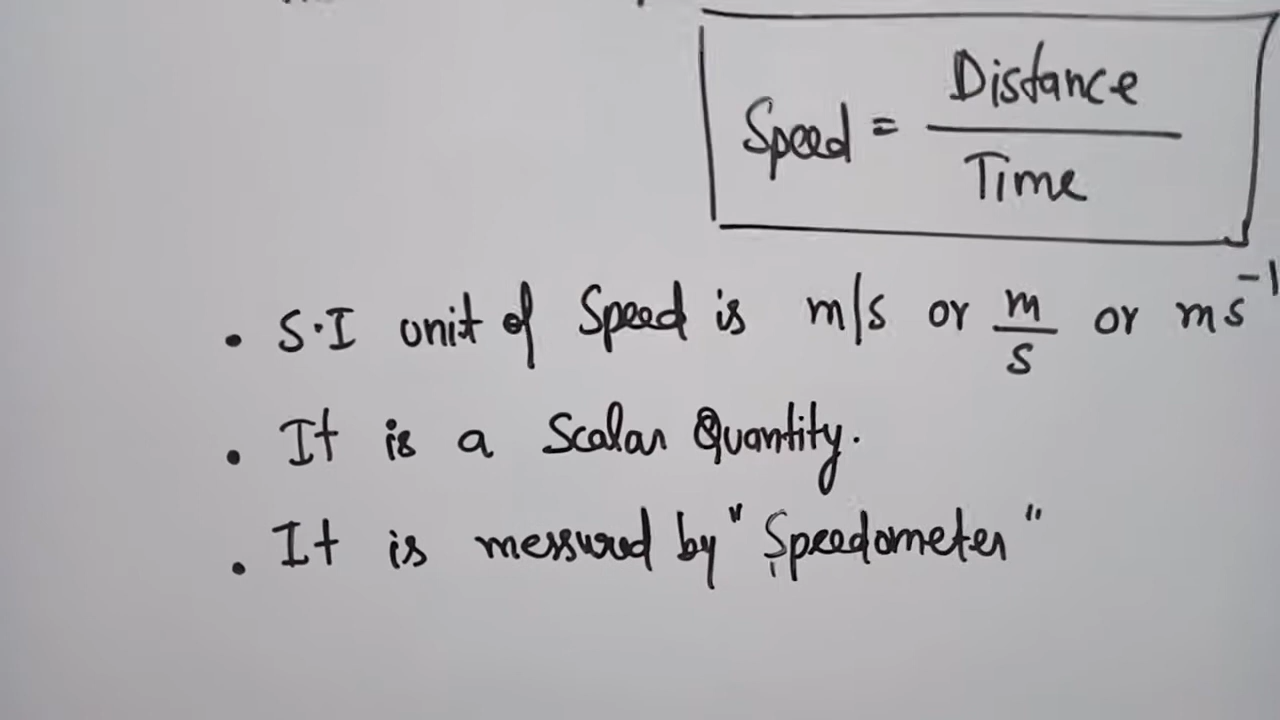 Speed = Distance / Time
• S.I unit of Speed is m/s or m/s or ms⁻¹
• It is a Scalar Quantity.
• It is messured by "Speedometer"